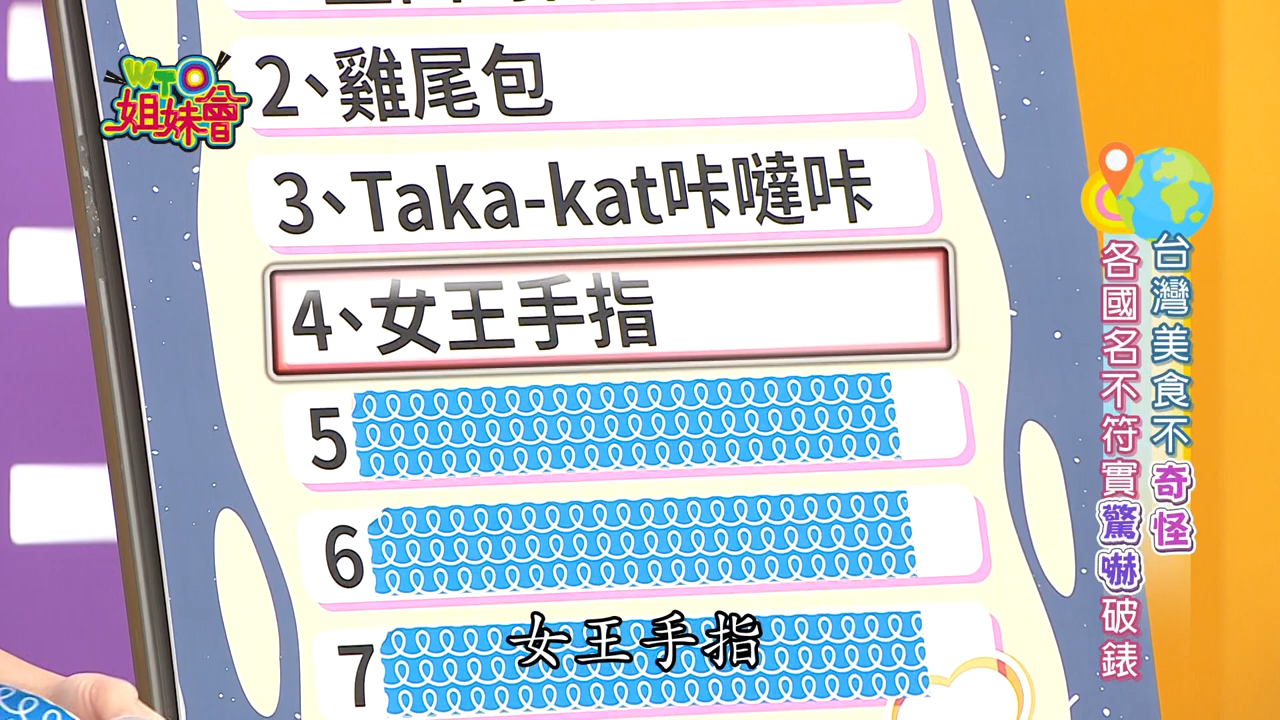 WTO
姐妹會
2、雞尾包
3、Taka-kat咔噠咔
4、女王手指
5
6
7
女王手指
台灣美食不奇怪
各國名不符實驚嚇破錶